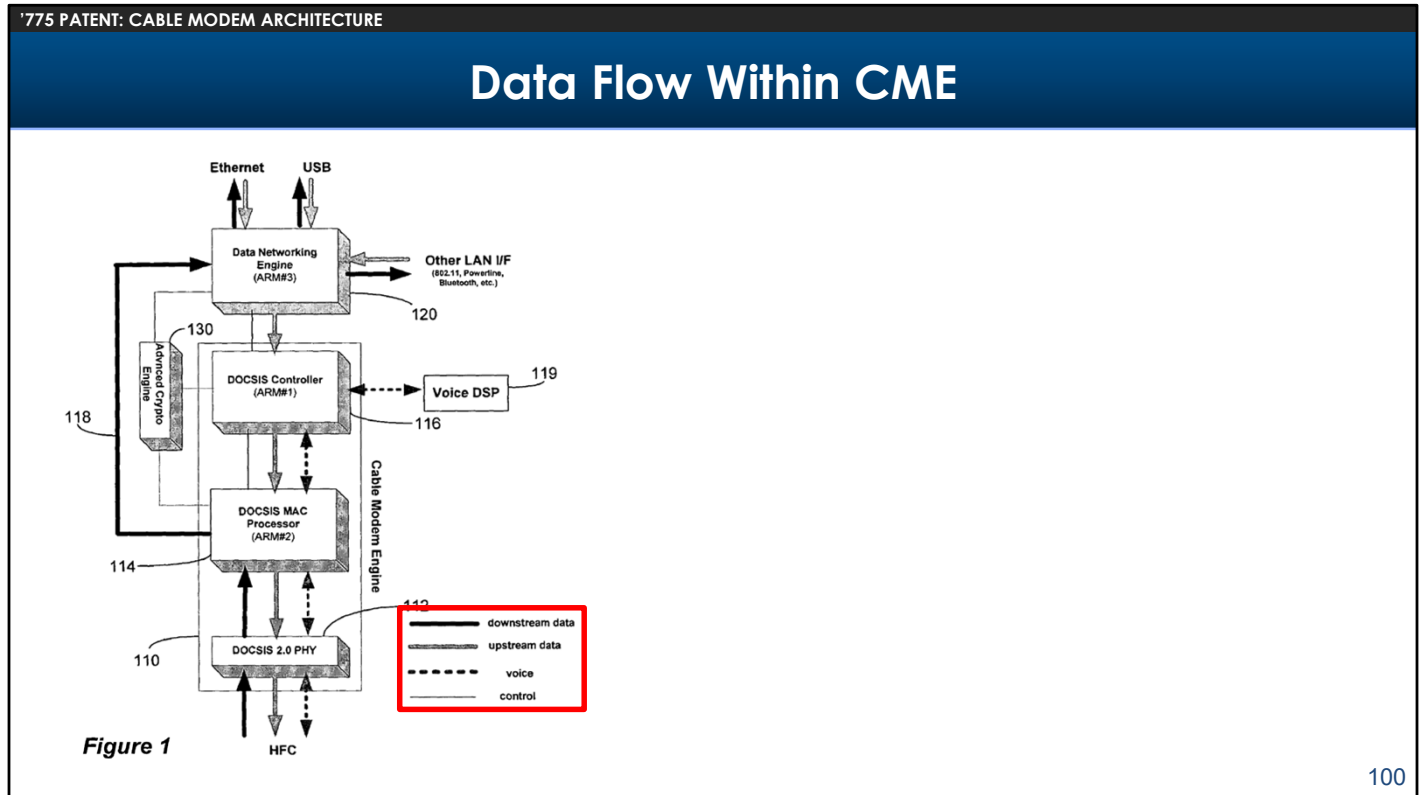 '775 PATENT: CABLE MODEM ARCHITECTURE
Data Flow Within CME
Ethernet
USB
Data Networking
Engine
(ARM#3)
Other LAN I/F
(802.11, Powerline,
Bluetooth, etc.)
120
130
Advnced Crypto
Engine
DOCSIS Controller
(ARM#1)
Voice DSP
119
116
118
Cable Modem Engine
DOCSIS MAC
Processor
(ARM#2)
114
112
DOCSIS 2.0 PHY
110
downstream data
upstream data
voice
control
Figure 1
HFC
100